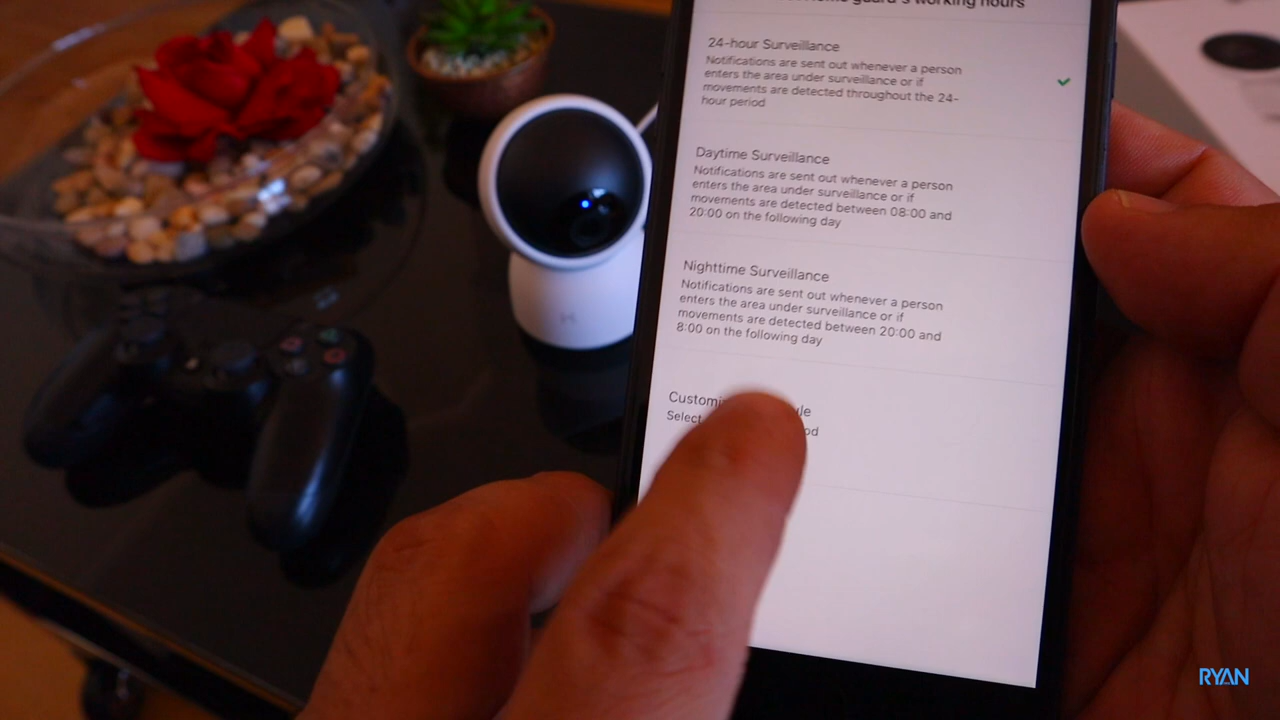 guard's working hours
24-hour Surveillance
Notifications are sent out whenever a person
enters the area under surveillance or if
movements are detected throughout the 24-
hour period
Daytime Surveillance
Notifications are sent out whenever a person
enters the area under surveillance or if
movements are detected between 08:00 and
20:00 on the following day
Nighttime Surveillance
Notifications are sent out whenever a person
enters the area under surveillance or if
movements are detected between 20:00 and
8:00 on the following day
Select
RYAN